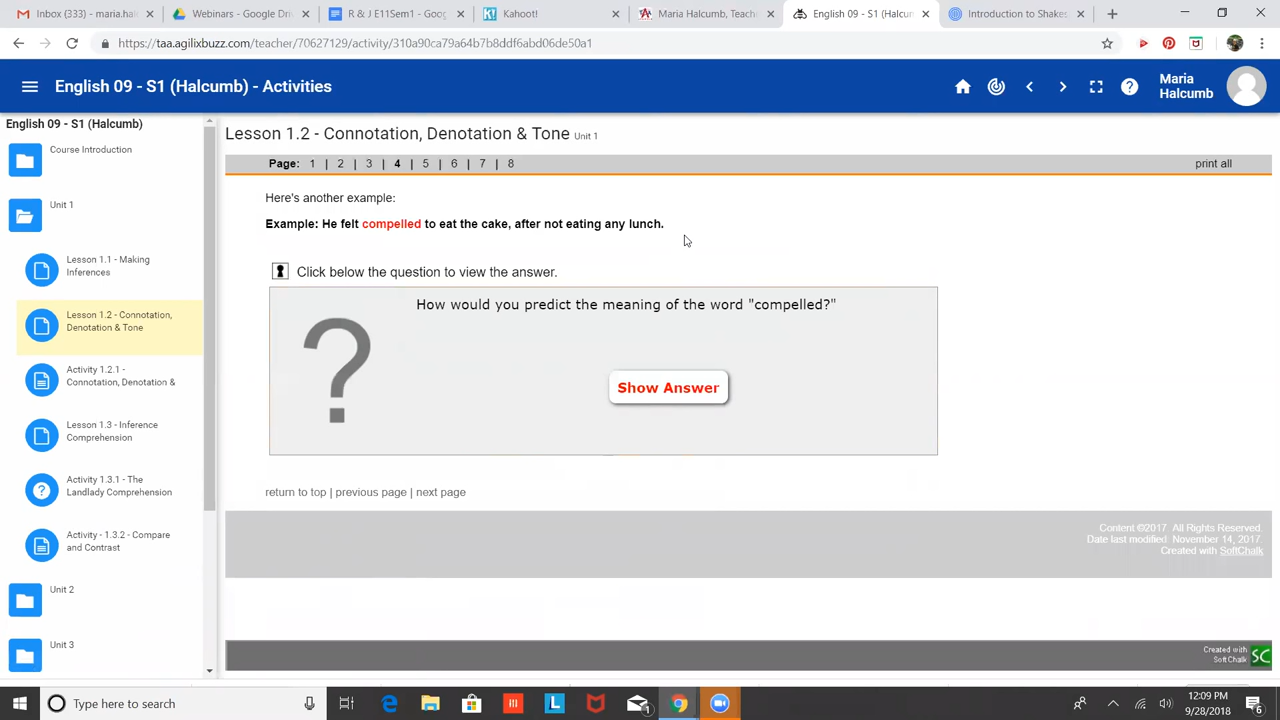 Inbox (333) - maria.hal
Webinars - Google Dri
R & J E11Sem1 - Goog
Kahoot!
Maria Halcumb, Teache
English 09 - S1 (Halcum
Introduction to Shakes
https://taa.agilixbuzz.com/teacher/70627129/activity/310a90ca79a64b7b8ddf6abd06de50a1
English 09 - S1 (Halcumb) - Activities
Maria
Halcumb
English 09 - S1 (Halcumb)
Course Introduction
Unit 1
Lesson 1.1 - Making
Inferences
Lesson 1.2 - Connotation,
Denotation & Tone
Activity 1.2.1 -
Connotation, Denotation &
Lesson 1.3 - Inference
Comprehension
Activity 1.3.1 - The
Landlady Comprehension
Activity - 1.3.2 - Compare
and Contrast
Unit 2
Unit 3
Lesson 1.2 - Connotation, Denotation & Tone Unit 1
Page: 1 | 2 | 3 | 4 | 5 | 6 | 7 | 8
print all
Here's another example:
Example: He felt compelled to eat the cake, after not eating any lunch.
Click below the question to view the answer.
How would you predict the meaning of the word "compelled?"
?
Show Answer
return to top | previous page | next page
Content ©2017 All Rights Reserved.
Date last modified: November 14, 2017.
Created with SoftChalk
Created with
SoftChalk
SC
Type here to search
1
12:09 PM
9/28/2018
6